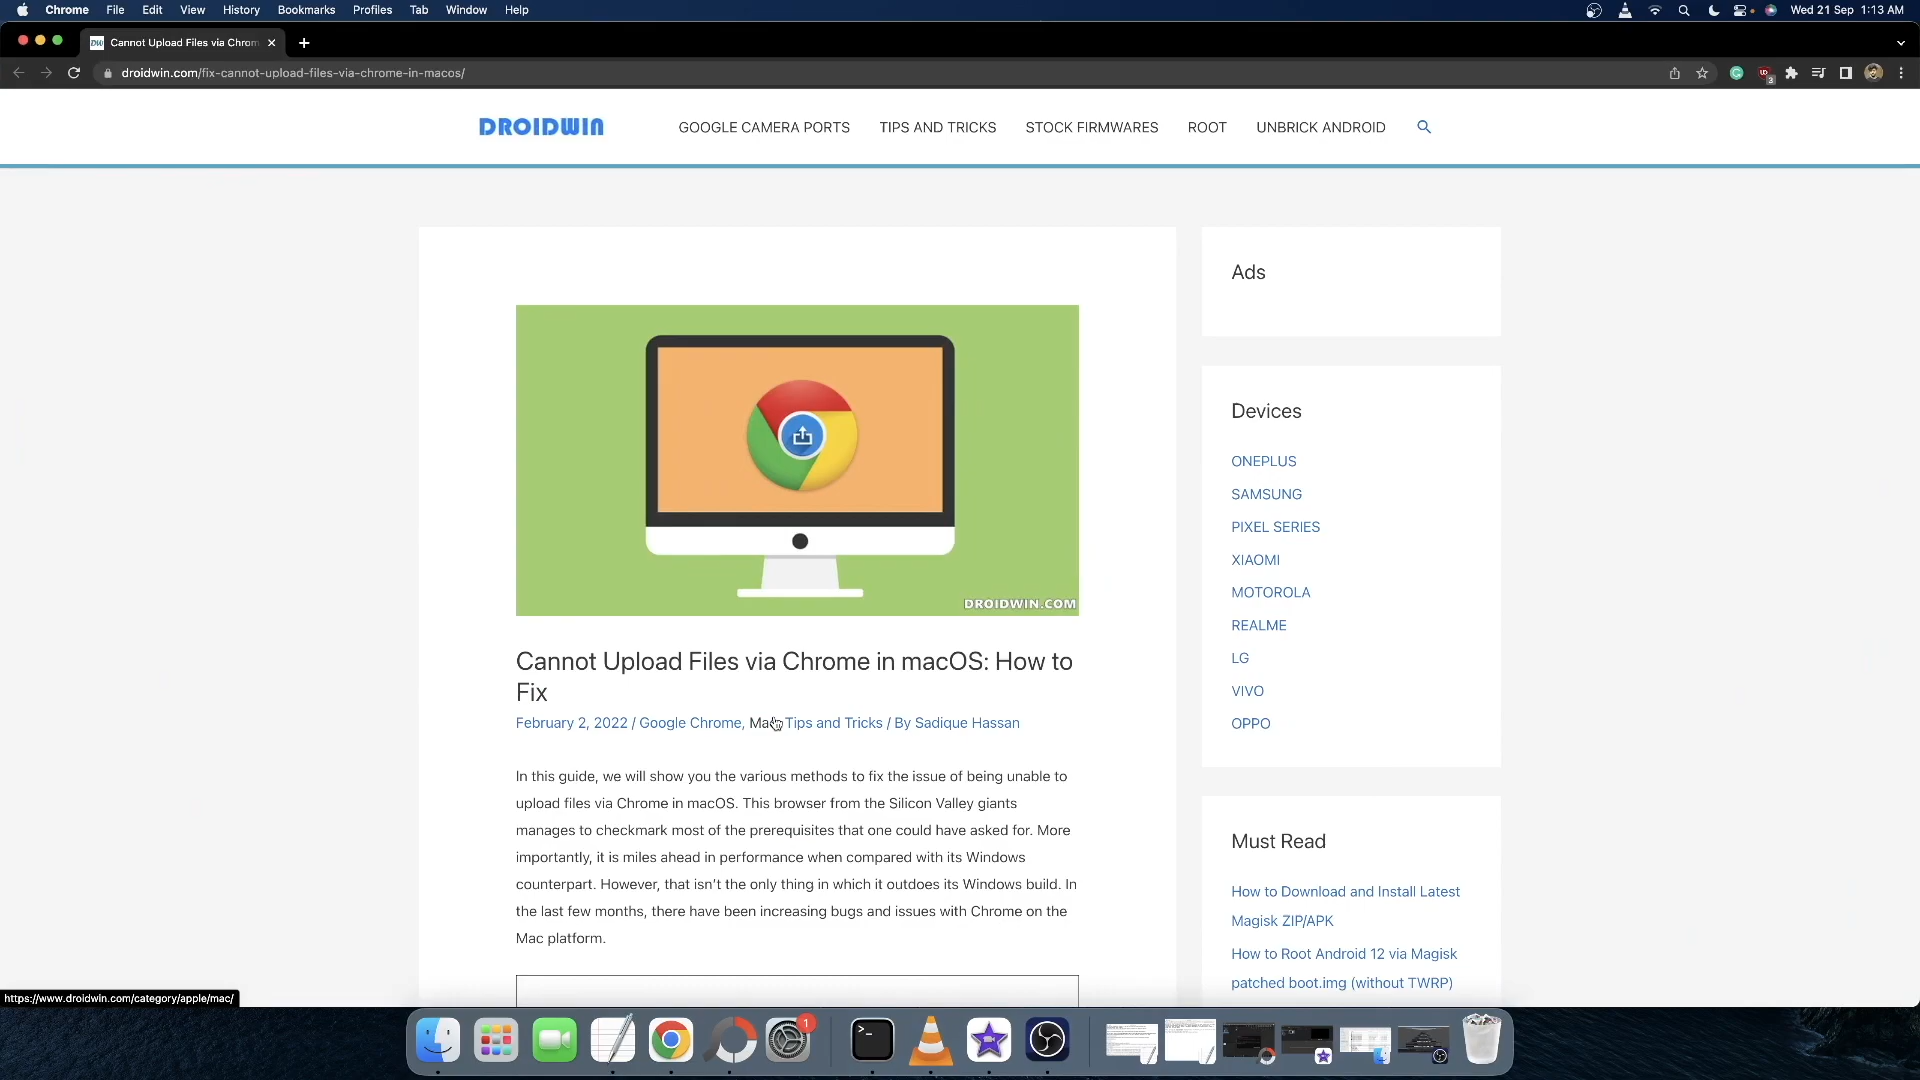 Chrome File Edit View History Bookmarks Profiles Tab Window Help
Wed 21 Sep 1:13 AM
DW Cannot Upload Files via Chrom
droidwin.com/fix-cannot-upload-files-via-chrome-in-macos/
3
DROIDWIN
GOOGLE CAMERA PORTS TIPS AND TRICKS STOCK FIRMWARES ROOT UNBRICK ANDROID
DROIDWIN.COM
Cannot Upload Files via Chrome in macOS: How to
Fix
February 2, 2022 / Google Chrome, Mac, Tips and Tricks / By Sadique Hassan
In this guide, we will show you the various methods to fix the issue of being unable to
upload files via Chrome in macOS. This browser from the Silicon Valley giants
manages to checkmark most of the prerequisites that one could have asked for. More
importantly, it is miles ahead in performance when compared with its Windows
counterpart. However, that isn't the only thing in which it outdoes its Windows build. In
the last few months, there have been increasing bugs and issues with Chrome on the
Mac platform.
Ads
Devices
ONEPLUS
SAMSUNG
PIXEL SERIES
XIAOMI
MOTOROLA
REALME
LG
VIVO
OPPO
Must Read
How to Download and Install Latest
Magisk ZIP/APK
How to Root Android 12 via Magisk
patched boot.img (without TWRP)
https://www.droidwin.com/category/apple/mac/
1